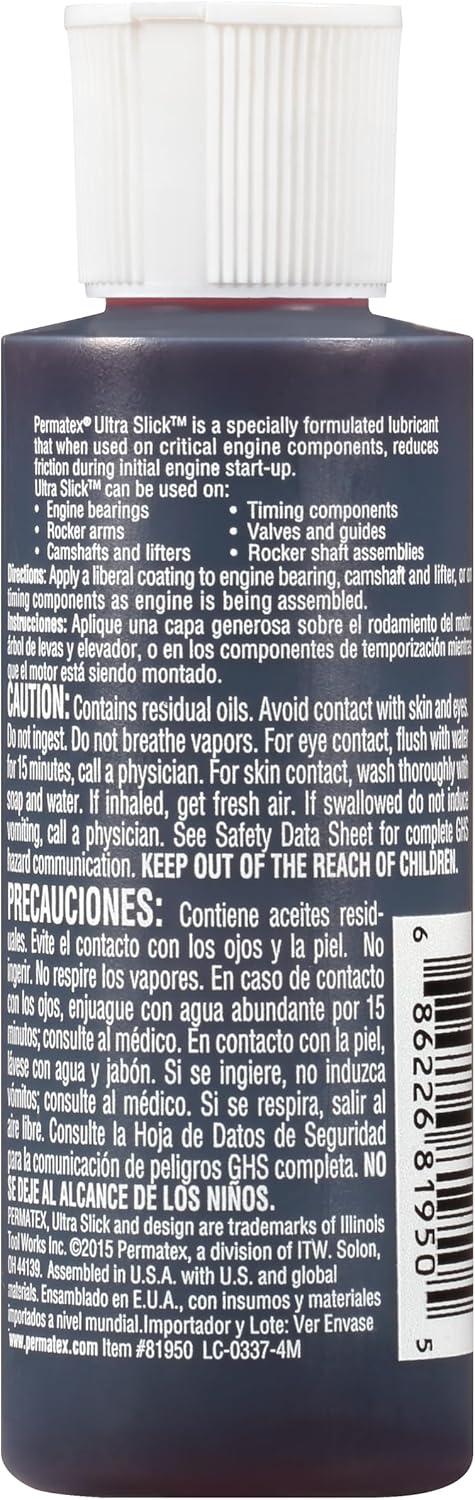 Permatex® Ultra Slick™ is a specially formulated lubricant
that when used on critical engine components, reduces
friction during initial engine start-up.
Ultra Slick™ can be used on:
• Engine bearings • Timing components
• Rocker arms • Valves and guides
• Camshafts and lifters • Rocker shaft assemblies
Directions: Apply a liberal coating to engine bearing, camshaft and lifter, or on
timing components as engine is being assembled.
Instrucciones: Aplique una capa generosa sobre el rodamiento del motor,
árbol de levas y elevador, o en los componentes de temporización mientras
que el motor está siendo montado.
CAUTION: Contains residual oils. Avoid contact with skin and eyes.
Do not ingest. Do not breathe vapors. For eye contact, flush with water
for 15 minutes, call a physician. For skin contact, wash thoroughly with
soap and water. If inhaled, get fresh air. If swallowed do not induce
vomiting, call a physician. See Safety Data Sheet for complete GHS
hazard communication. KEEP OUT OF THE REACH OF CHILDREN.
PRECAUCIONES: Contiene aceites resid-
uales. Evite el contacto con los ojos y la piel. No
ingerir. No respire los vapores. En caso de contacto
con los ojos, enjuague con agua abundante por 15
minutos; consulte al médico. En contacto con la piel,
lávese con agua y jabón. Si se ingiere, no induzca
vómitos; consulte al médico. Si se respira, salir al
aire libre. Consulte la Hoja de Datos de Seguridad
para la comunicación de peligros GHS completa. NO
SE DEJE AL ALCANCE DE LOS NIÑOS.
PERMATEX, Ultra Slick and design are trademarks of Illinois
Tool Works Inc. ©2015 Permatex, a division of ITW. Solon,
OH 44139. Assembled in U.S.A. with U.S. and global
materials. Ensamblado en E.U.A., con insumos y materiales
importados a nivel mundial. Importador y Lote: Ver Envase
www.permatex.com Item #81950 LC-0337-4M
6 86226 81950 5